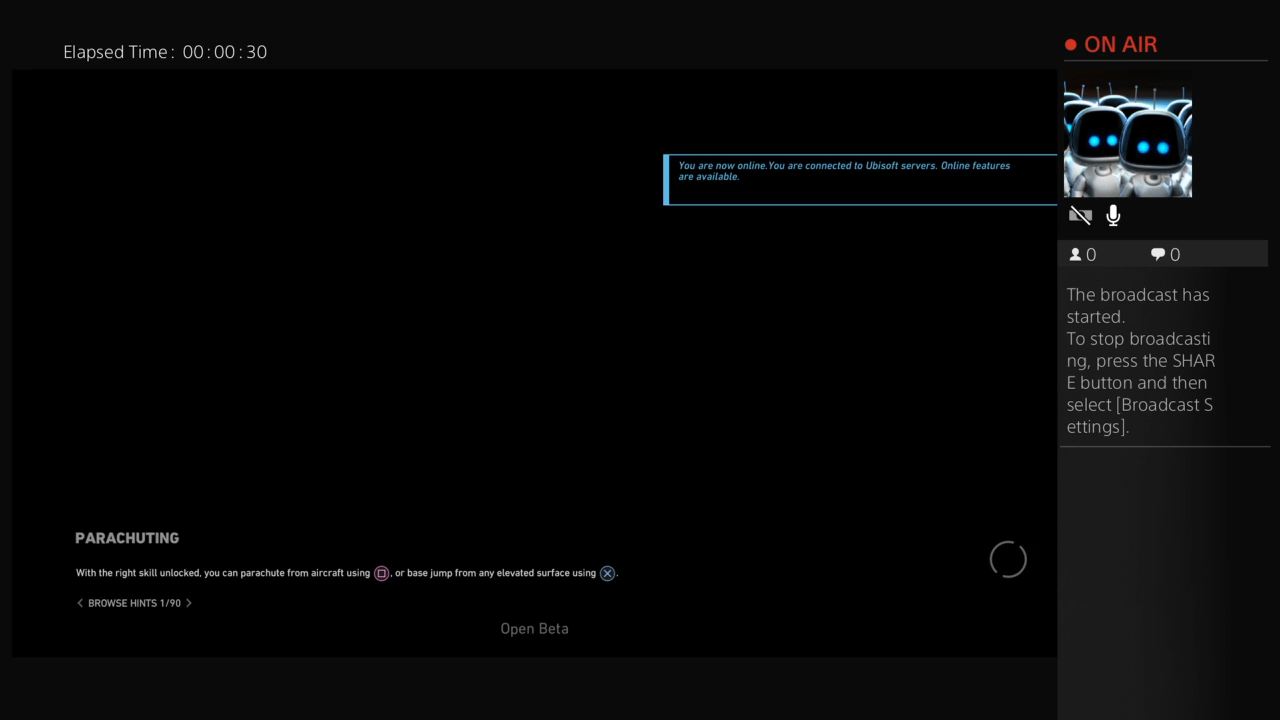 Elapsed Time: 00:00:30
ON AIR
You are now online.You are connected to Ubisoft servers. Online features
are available.
0
0
The broadcast has
started.
To stop broadcasti
ng, press the SHAR
E button and then
select [Broadcast S
ettings].
PARACHUTING
With the right skill unlocked, you can parachute from aircraft using , or base jump from any elevated surface using .
BROWSE HINTS 1/90
Open Beta